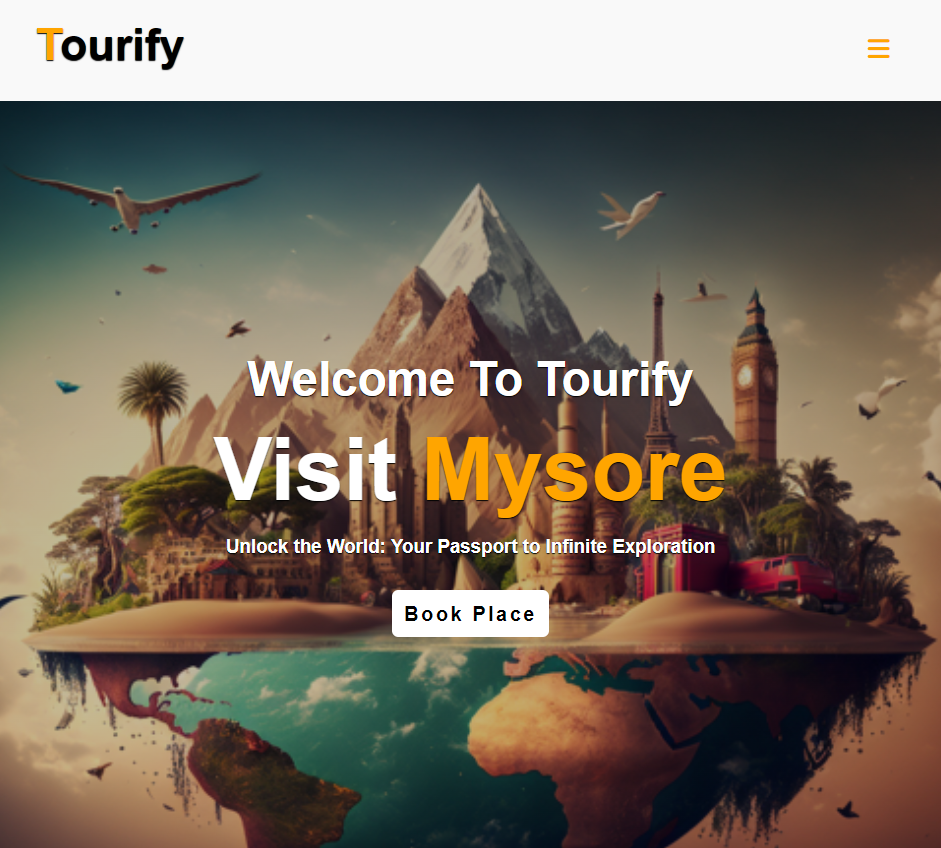 Tourify
Welcome To Tourify
Visit Mysore
Unlock the World: Your Passport to Infinite Exploration
Book Place